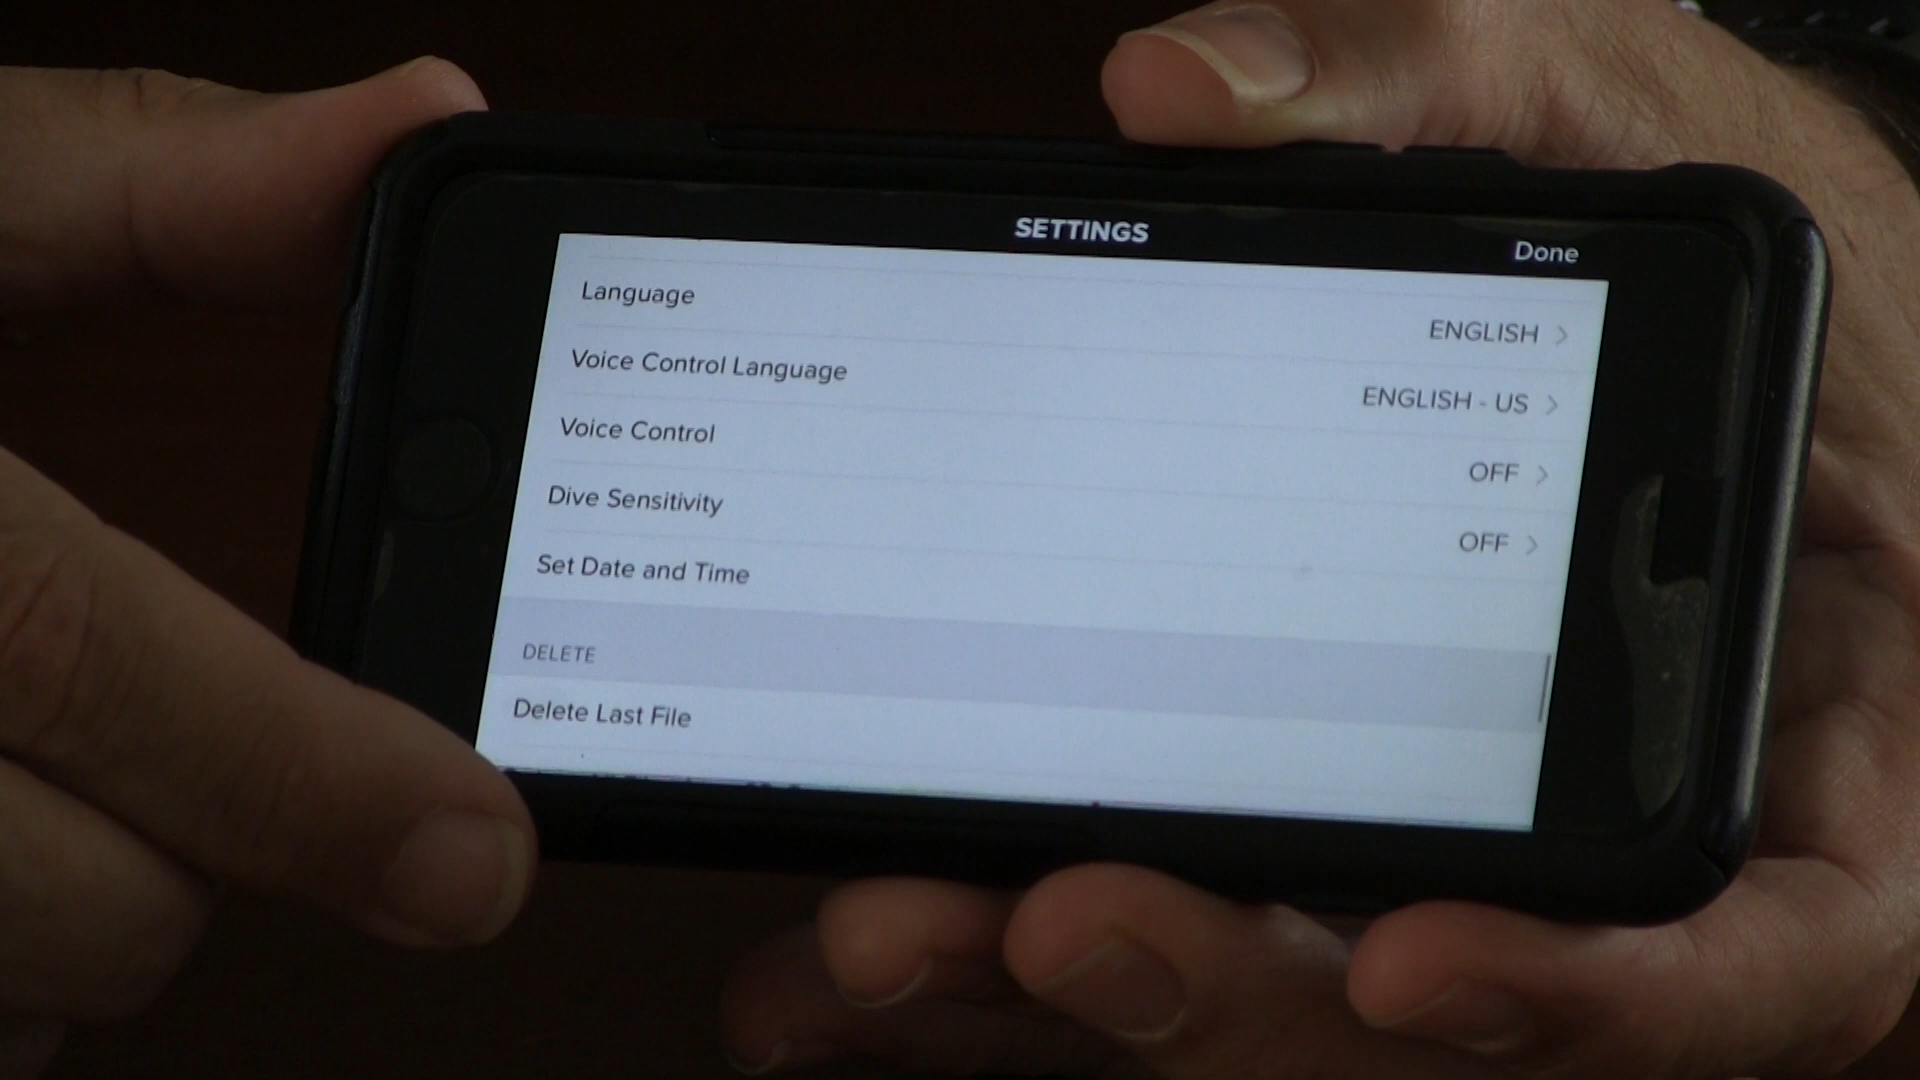 SETTINGS
Done
Language
ENGLISH
Voice Control Language
ENGLISH - US
Voice Control
OFF
Dive Sensitivity
OFF
Set Date and Time
DELETE
Delete Last File